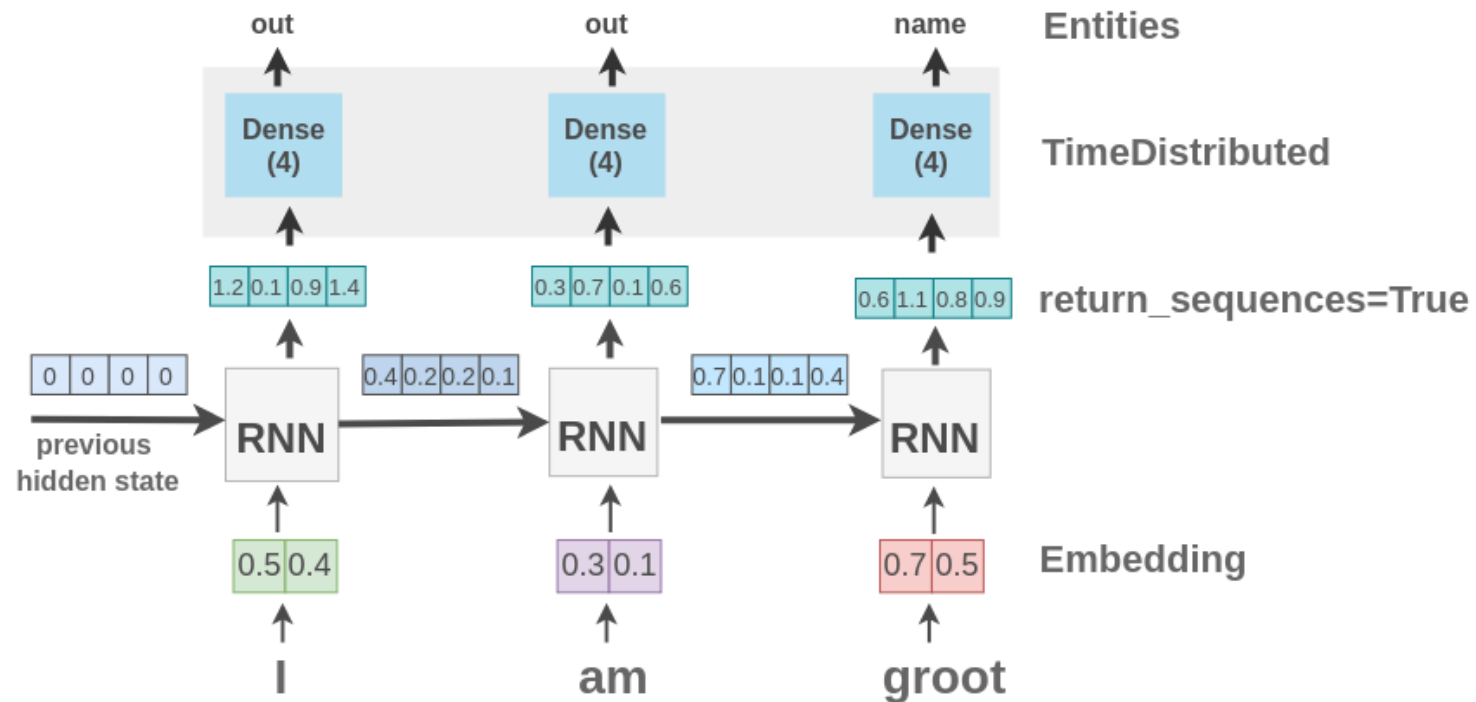 out out name Entities
Dense Dense Dense
(4) (4) (4) TimeDistributed
1.2 0.1 0.9 1.4 0.3 0.7 0.1 0.6 0.6 1.1 0.8 0.9 return_sequences=True
0 0 0 0 0.4 0.2 0.2 0.1 0.7 0.1 0.1 0.4
RNN RNN RNN
previous
hidden state
0.5 0.4 0.3 0.1 0.7 0.5 Embedding
I am groot